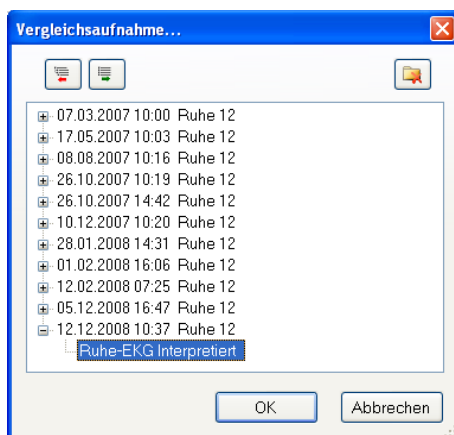 Vergleichsaufnahme...
07.03.2007 10:00 Ruhe 12
17.05.2007 10:03 Ruhe 12
08.08.2007 10:16 Ruhe 12
26.10.2007 10:19 Ruhe 12
26.10.2007 14:42 Ruhe 12
10.12.2007 10:20 Ruhe 12
28.01.2008 14:31 Ruhe 12
01.02.2008 16:06 Ruhe 12
12.02.2008 07:25 Ruhe 12
05.12.2008 16:47 Ruhe 12
12.12.2008 10:37 Ruhe 12
Ruhe-EKG Interpretiert
OK Abbrechen